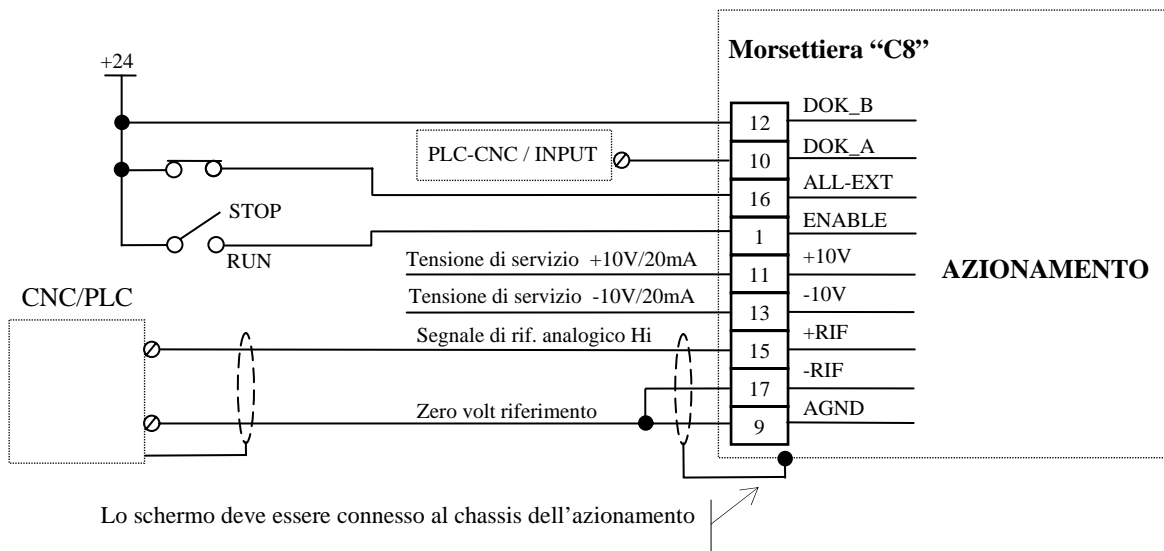 Morsettiera “C8”
+24
12 DOK_B
PLC-CNC / INPUT
10 DOK_A
16 ALL-EXT
STOP
RUN
1 ENABLE
Tensione di servizio +10V/20mA
11 +10V
AZIONAMENTO
Tensione di servizio -10V/20mA
13 -10V
CNC/PLC
Segnale di rif. analogico Hi
15 +RIF
17 -RIF
Zero volt riferimento
9 AGND
Lo schermo deve essere connesso al chassis dell’azionamento